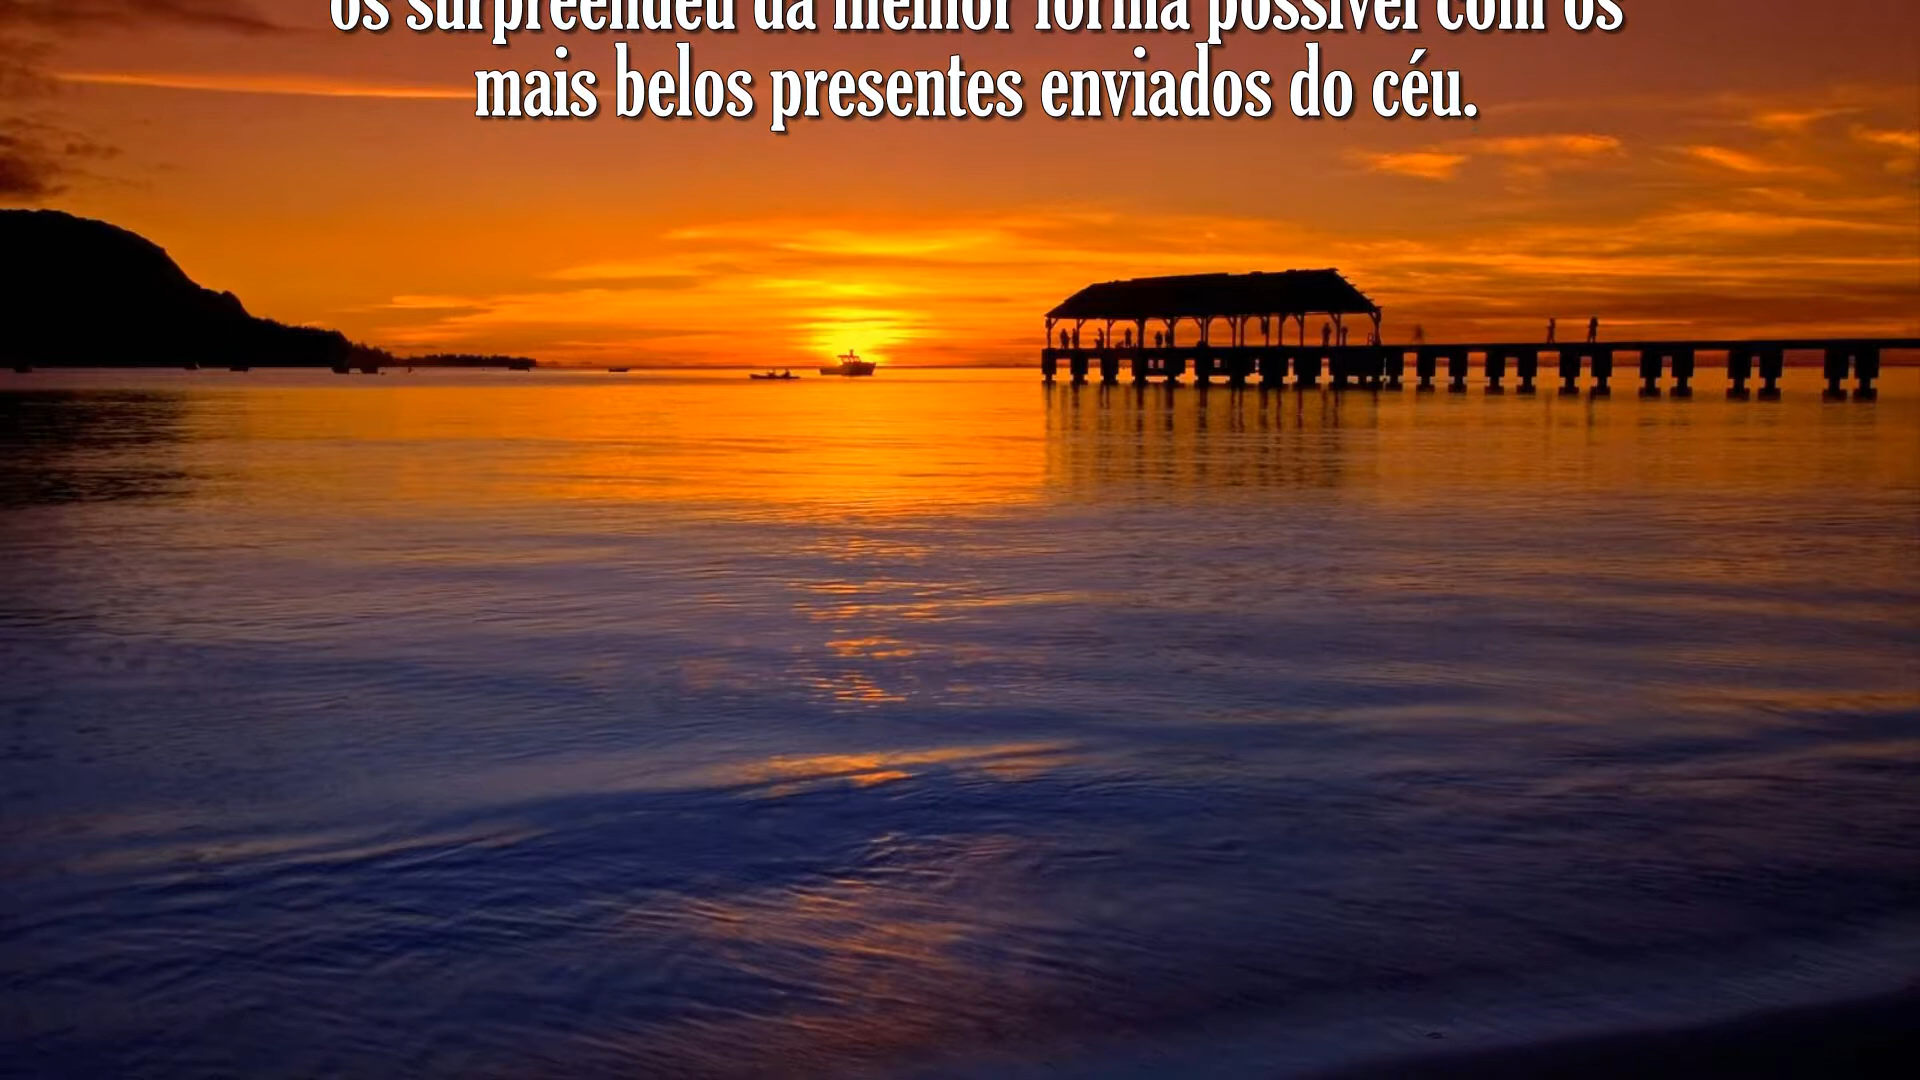 os surpreendeu da melhor forma possível com os
mais belos presentes enviados do céu.